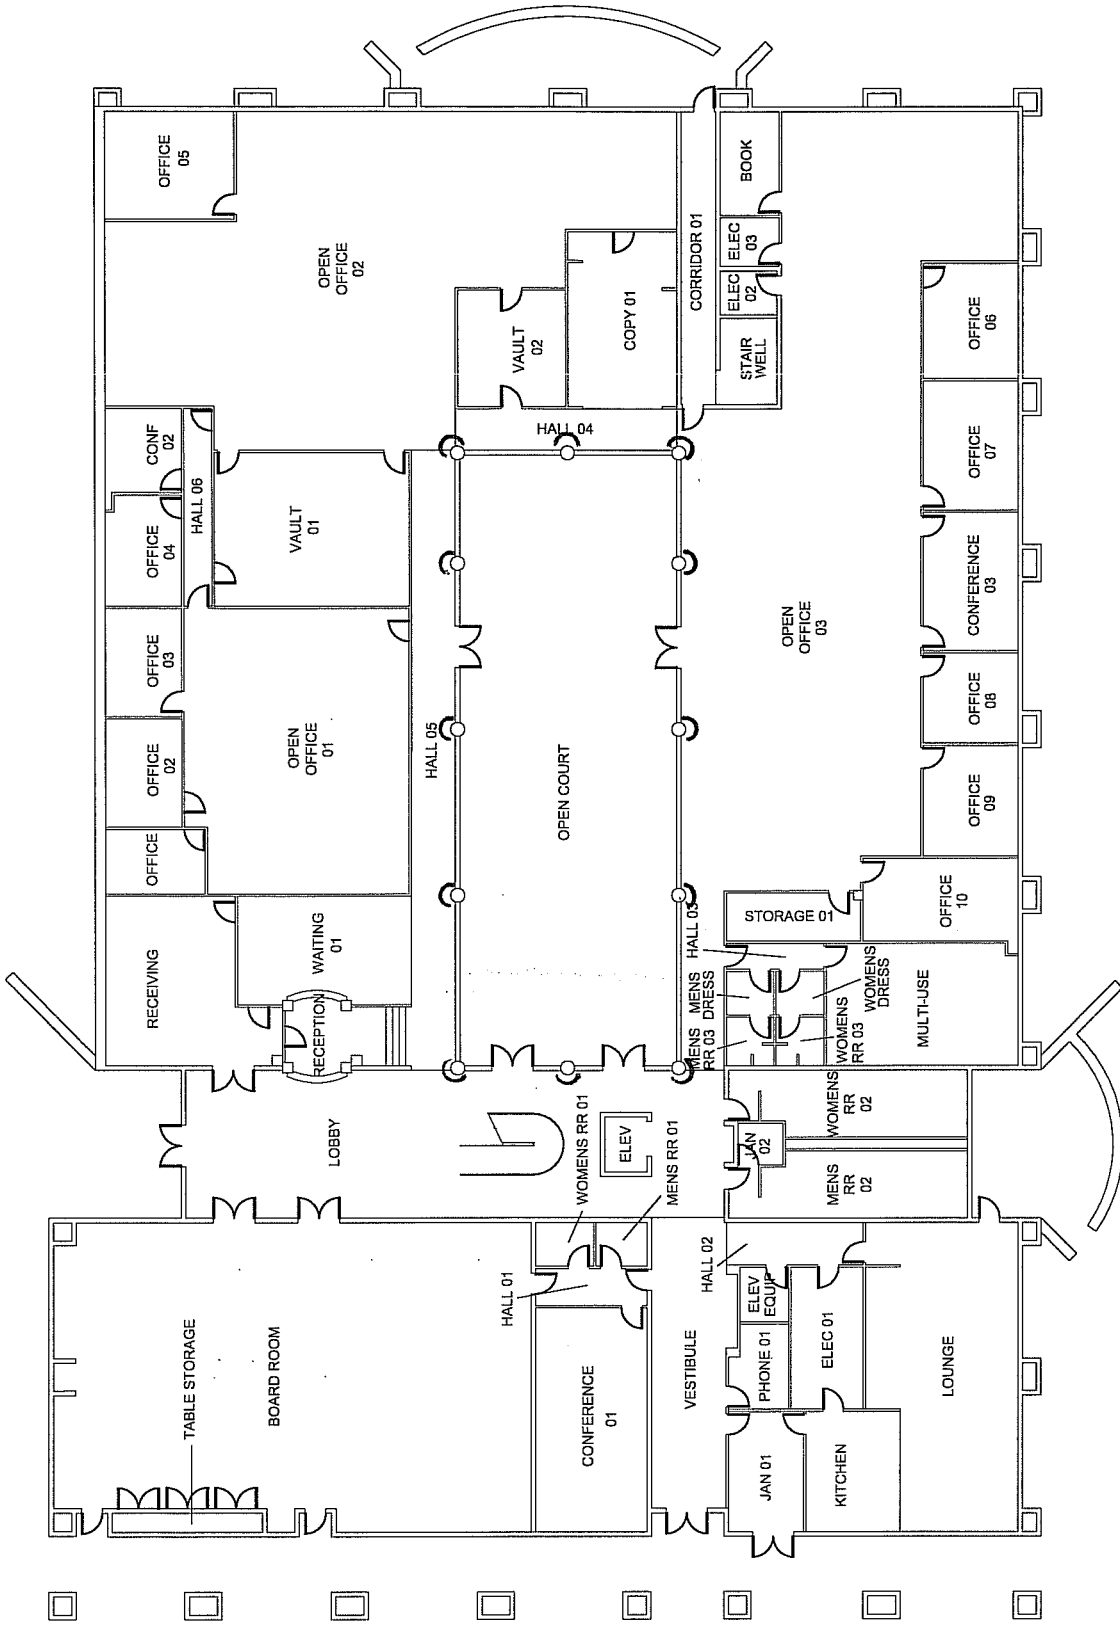 OFFICE
05
OPEN
OFFICE
02
BOOK
ELEC
03
ELEC
02
CORRIDOR 01
STAIR
WELL
COPY 01
VAULT
02
HALL 04
CONF
02
HALL 06
OFFICE
04
VAULT
01
OFFICE
03
OFFICE
02
OFFICE
OPEN
OFFICE
01
HALL 05
OPEN COURT
OPEN
OFFICE
03
OFFICE
06
OFFICE
07
CONFERENCE
03
OFFICE
08
OFFICE
09
OFFICE
10
STORAGE 01
HALL 03
MENS
DRESS
WOMENS
DRESS
MENS
RR 03
WOMENS
RR 03
MULTI-USE
RECEIVING
WAITING
01
RECEPTION
LOBBY
ELEV
WOMENS RR 01
MENS RR 01
WOMENS
RR
02
JAN
02
MENS
RR
02
HALL 01
HALL 02
TABLE STORAGE
BOARD ROOM
CONFERENCE
01
VESTIBULE
ELEV
EQUIP
PHONE 01
ELEC 01
LOUNGE
JAN 01
KITCHEN